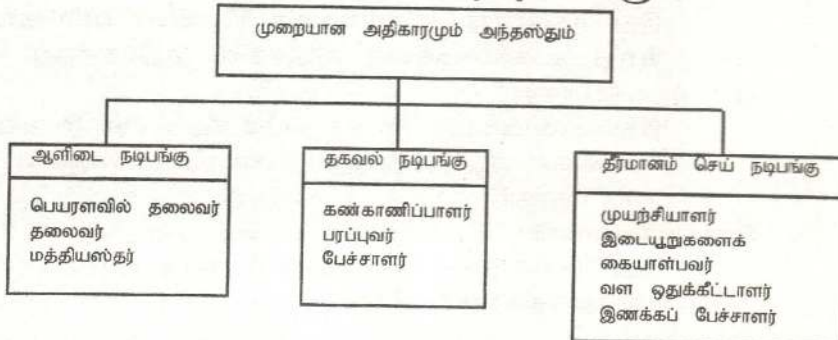 முறையான அதிகாரமும் அந்தஸ்தும்
ஆளிடை நடிபங்கு
பெயரளவில் தலைவர்
தலைவர்
மத்தியஸ்தர்
தகவல் நடிபங்கு
கண்காணிப்பாளர்
பரப்புவர்
பேச்சாளர்
தீர்மானம் செய் நடிபங்கு
முயற்சியாளர்
இடையூறுகளைக்
கையாள்பவர்
வள ஒதுக்கீட்டாளர்
இணக்கப் பேச்சாளர்